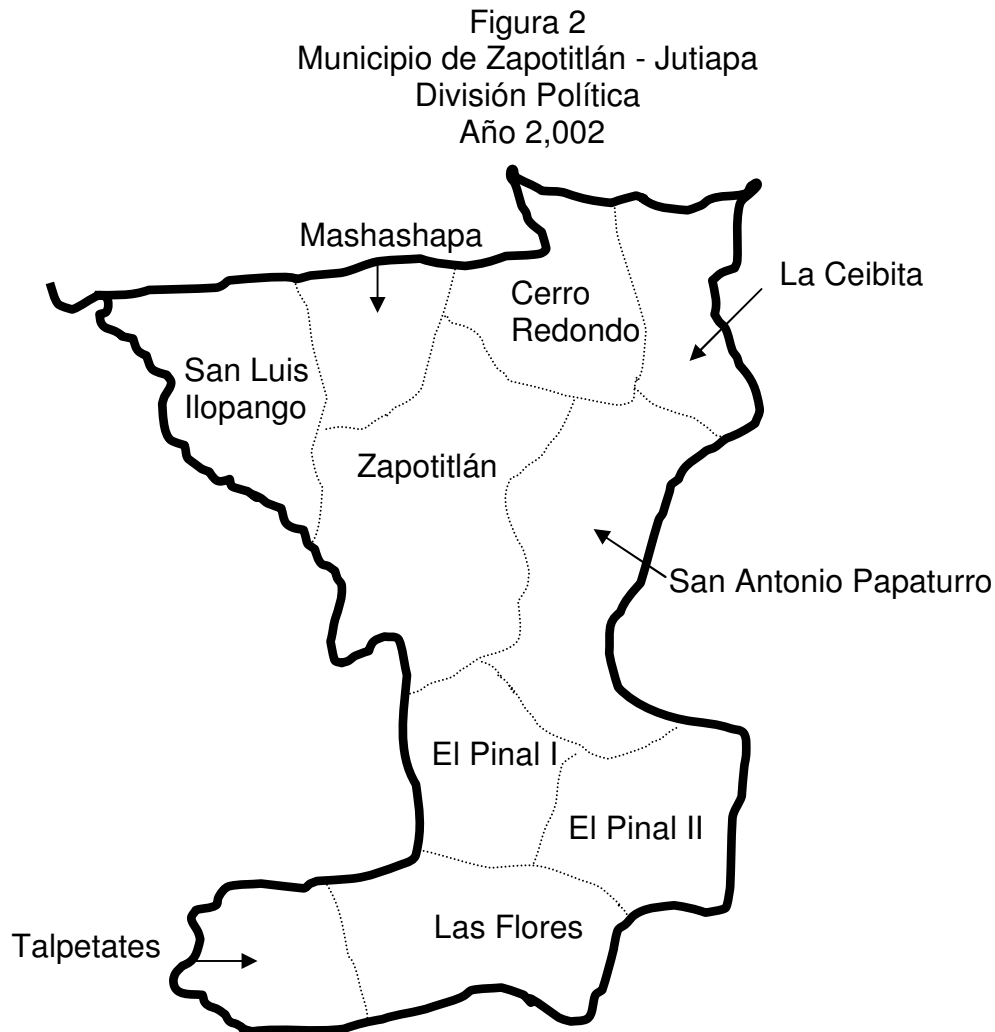 Figura 2
Municipio de Zapotitlán - Jutiapa
División Política
Año 2,002
Mashashapa
La Ceibita
Cerro
Redondo
San Luis
Ilopango
Zapotitlán
San Antonio Papaturro
El Pinal I
El Pinal II
Las Flores
Talpetates